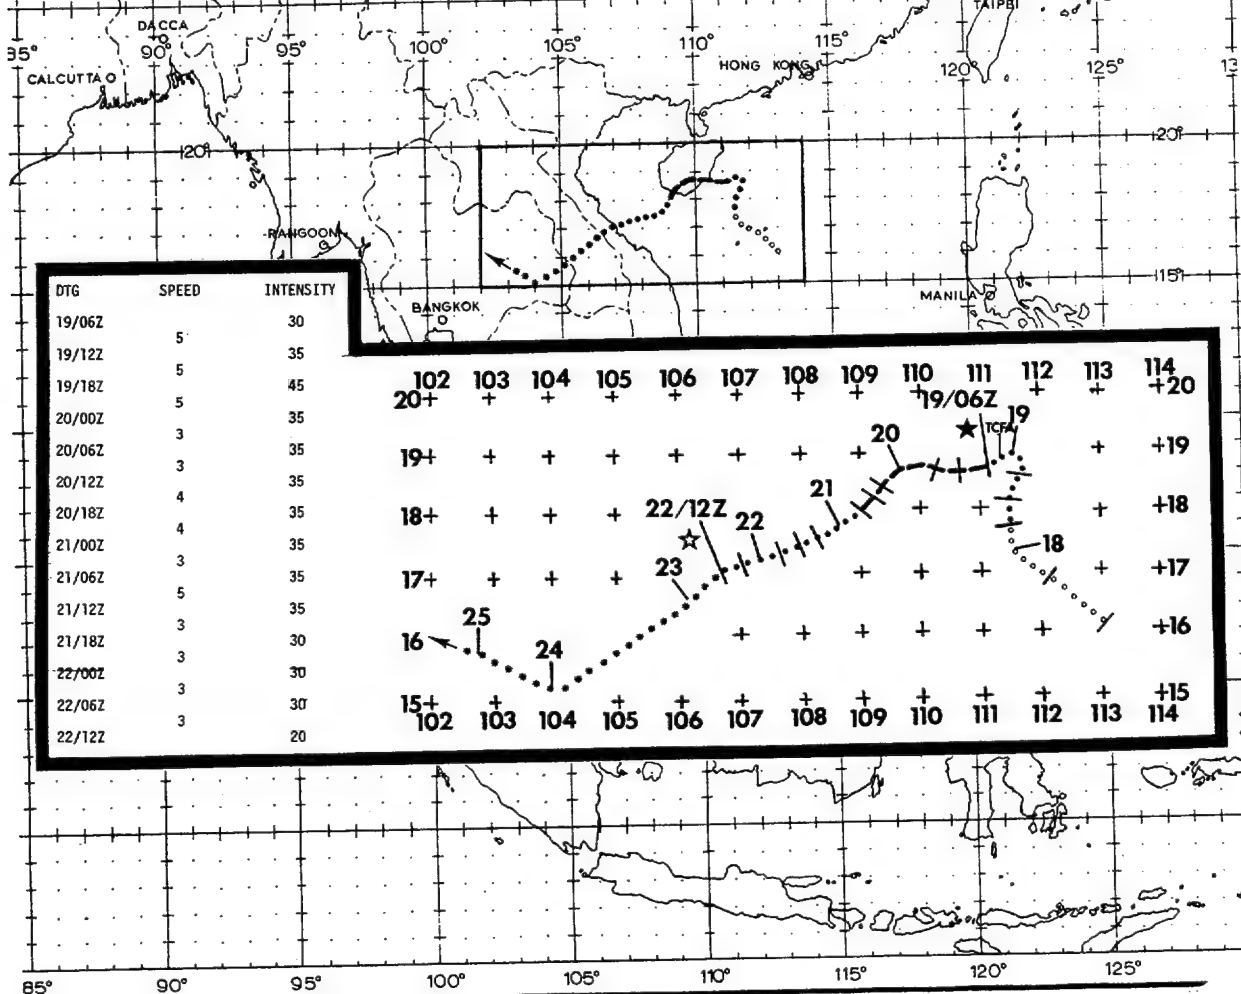 TAIPEI
DACCA
85° 90° 95° 100° 105° 110° 115° 120° 125° 13
CALCUTTA
HONG KONG
20° 20°
RANGOON
15°
MANILA
BANGKOK
DTG SPEED INTENSITY
19/06Z 30
5
19/12Z 35
5
19/18Z 45
5
20/00Z 35
3
20/06Z 35
3
20/12Z 35
4
20/18Z 35
4
21/00Z 35
3
21/06Z 35
5
21/12Z 35
3
21/18Z 30
3
22/00Z 30
3
22/06Z 30
3
22/12Z 20
102 103 104 105 106 107 108 109 110 111 112 113 114
20 20
19/06Z TCFA 19
20
19 19
21
18 18
22/12Z 22
18
23
17 17
25
16 16
24
15 15
102 103 104 105 106 107 108 109 110 111 112 113 114
85° 90° 95° 100° 105° 110° 115° 120° 125°